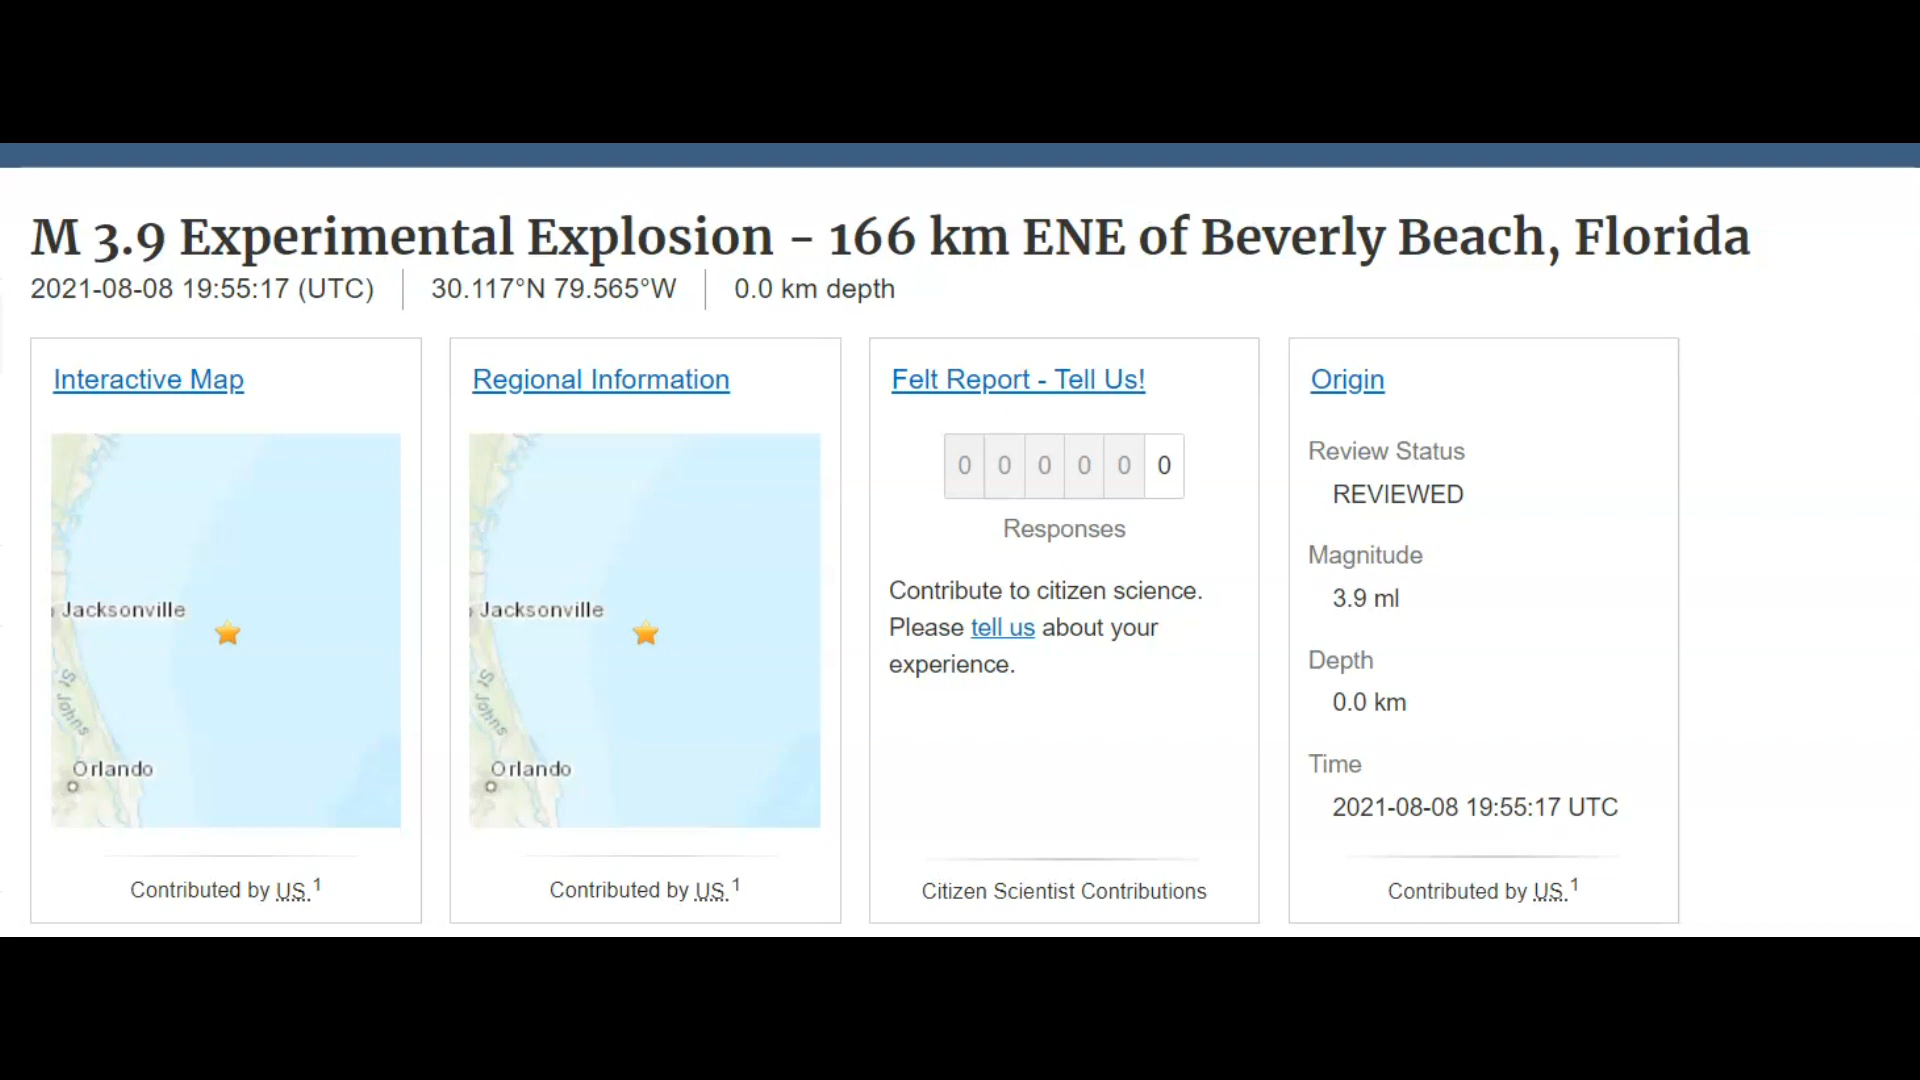 M 3.9 Experimental Explosion - 166 km ENE of Beverly Beach, Florida
2021-08-08 19:55:17 (UTC) 30.117°N 79.565°W 0.0 km depth
Interactive Map
Jacksonville
St Johns
Orlando
Contributed by US.1
Regional Information
Jacksonville
St Johns
Orlando
Contributed by US.1
Felt Report - Tell Us!
0 0 0 0 0 0
Responses
Contribute to citizen science.
Please tell us about your
experience.
Citizen Scientist Contributions
Origin
Review Status
REVIEWED
Magnitude
3.9 ml
Depth
0.0 km
Time
2021-08-08 19:55:17 UTC
Contributed by US.1